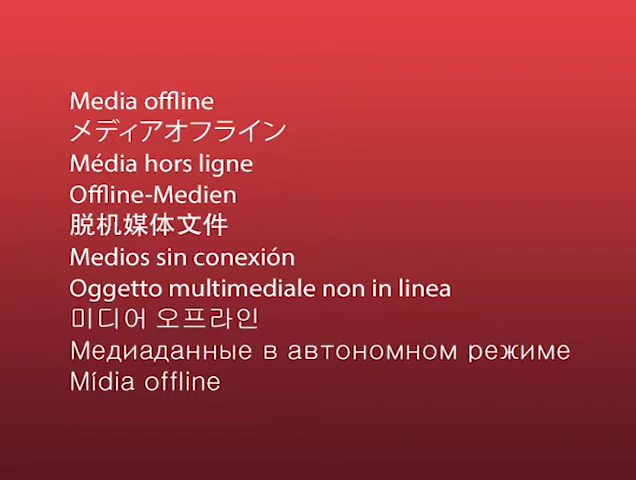 Media offline
メディアオフライン
Média hors ligne
Offline-Medien
脱机媒体文件
Medios sin conexión
Oggetto multimediale non in linea
미디어 오프라인
Медиаданные в автономном режиме
Mídia offline